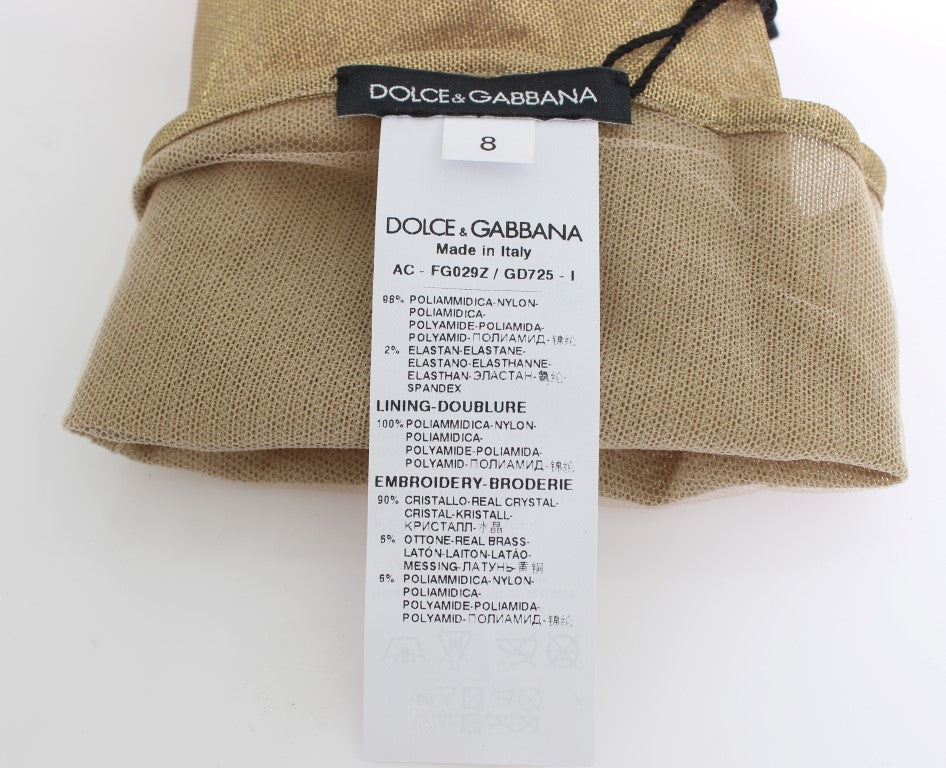 DOLCE & GABBANA
8
DOLCE & GABBANA
Made in Italy
AC - FG029Z / GD725 - I
98% POLIAMMIDICA-NYLON-
POLIAMIDICA-
POLYAMIDE-POLIAMIDA-
POLYAMID-ПОЛИАМИД-锦纶
2% ELASTAN-ELASTANE-
ELASTANO-ELASTHANNE-
ELASTHAN-ЭЛАСТАН-氨纶-
SPANDEX
LINING-DOUBLURE
100% POLIAMMIDICA-NYLON-
POLIAMIDICA-
POLYAMIDE-POLIAMIDA-
POLYAMID-ПОЛИАМИД-锦纶
EMBROIDERY-BRODERIE
90% CRISTALLO-REAL CRYSTAL-
CRISTAL-KRISTALL-
КРИСТАЛЛ-水晶
5% OTTONE-REAL BRASS-
LATÓN-LAITON-LATÃO-
MESSING-ЛАТУНЬ-黄铜
5% POLIAMMIDICA-NYLON-
POLIAMIDICA-
POLYAMIDE-POLIAMIDA-
POLYAMID-ПОЛИАМИД-锦纶